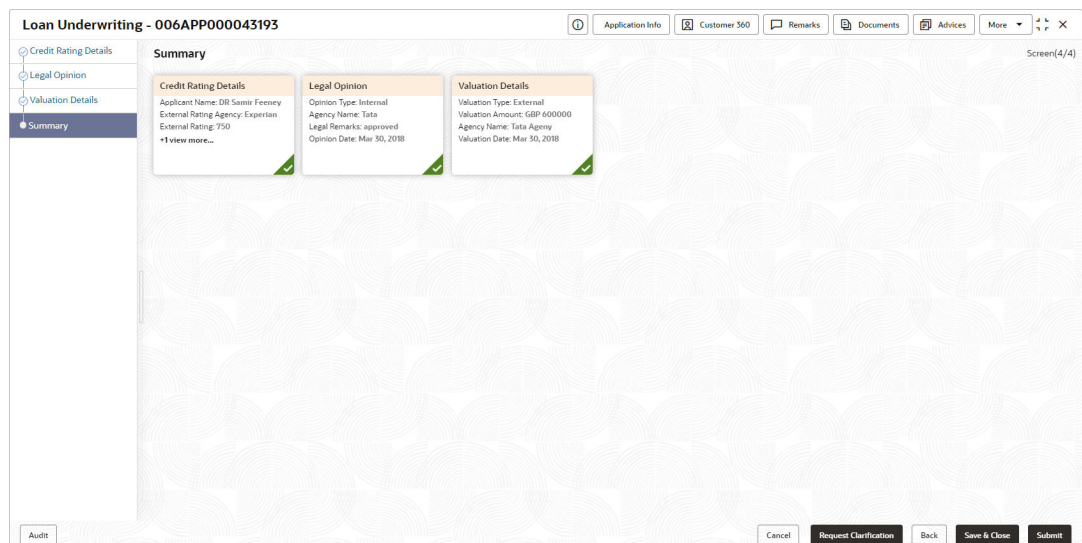 Loan Underwriting - 006APP000043193
Application Info
Customer 360
Remarks
Documents
Advices
More
Credit Rating Details
Legal Opinion
Valuation Details
Summary
Summary
Screen(4/4)
Credit Rating Details
Applicant Name: DR Samir Feeney
External Rating Agency: Experian
External Rating: 750
+1 view more...
Legal Opinion
Opinion Type: Internal
Agency Name: Tata
Legal Remarks: approved
Opinion Date: Mar 30, 2018
Valuation Details
Valuation Type: External
Valuation Amount: GBP 600000
Agency Name: Tata Ageny
Valuation Date: Mar 30, 2018
Audit
Cancel
Request Clarification
Back
Save & Close
Submit